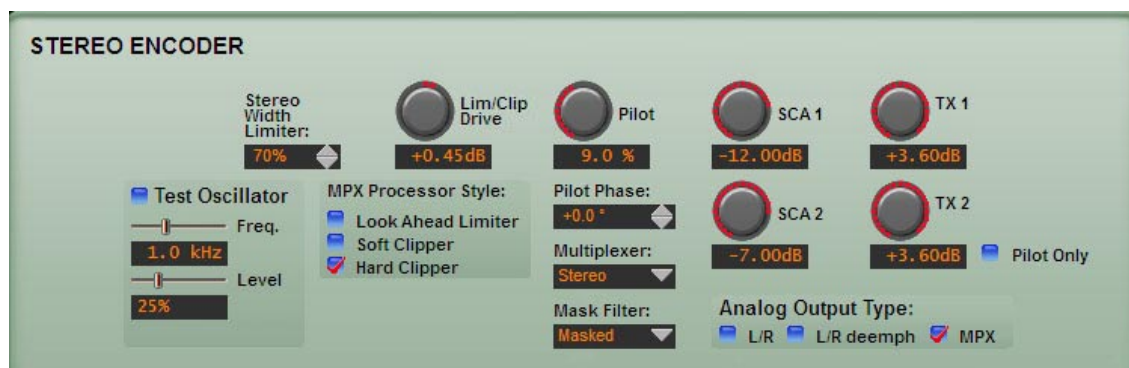 STEREO ENCODER
Stereo
Width
Limiter:
70%
Lim/Clip
Drive
+0.45dB
Pilot
9.0 %
SCA 1
-12.00dB
TX 1
+3.60dB
Test Oscillator
Freq.
1.0 kHz
Level
25%
MPX Processor Style:
Look Ahead Limiter
Soft Clipper
Hard Clipper
Pilot Phase:
+0.0 °
Multiplexer:
Stereo
Mask Filter:
Masked
SCA 2
-7.00dB
TX 2
+3.60dB
Pilot Only
Analog Output Type:
L/R
L/R deemph
MPX